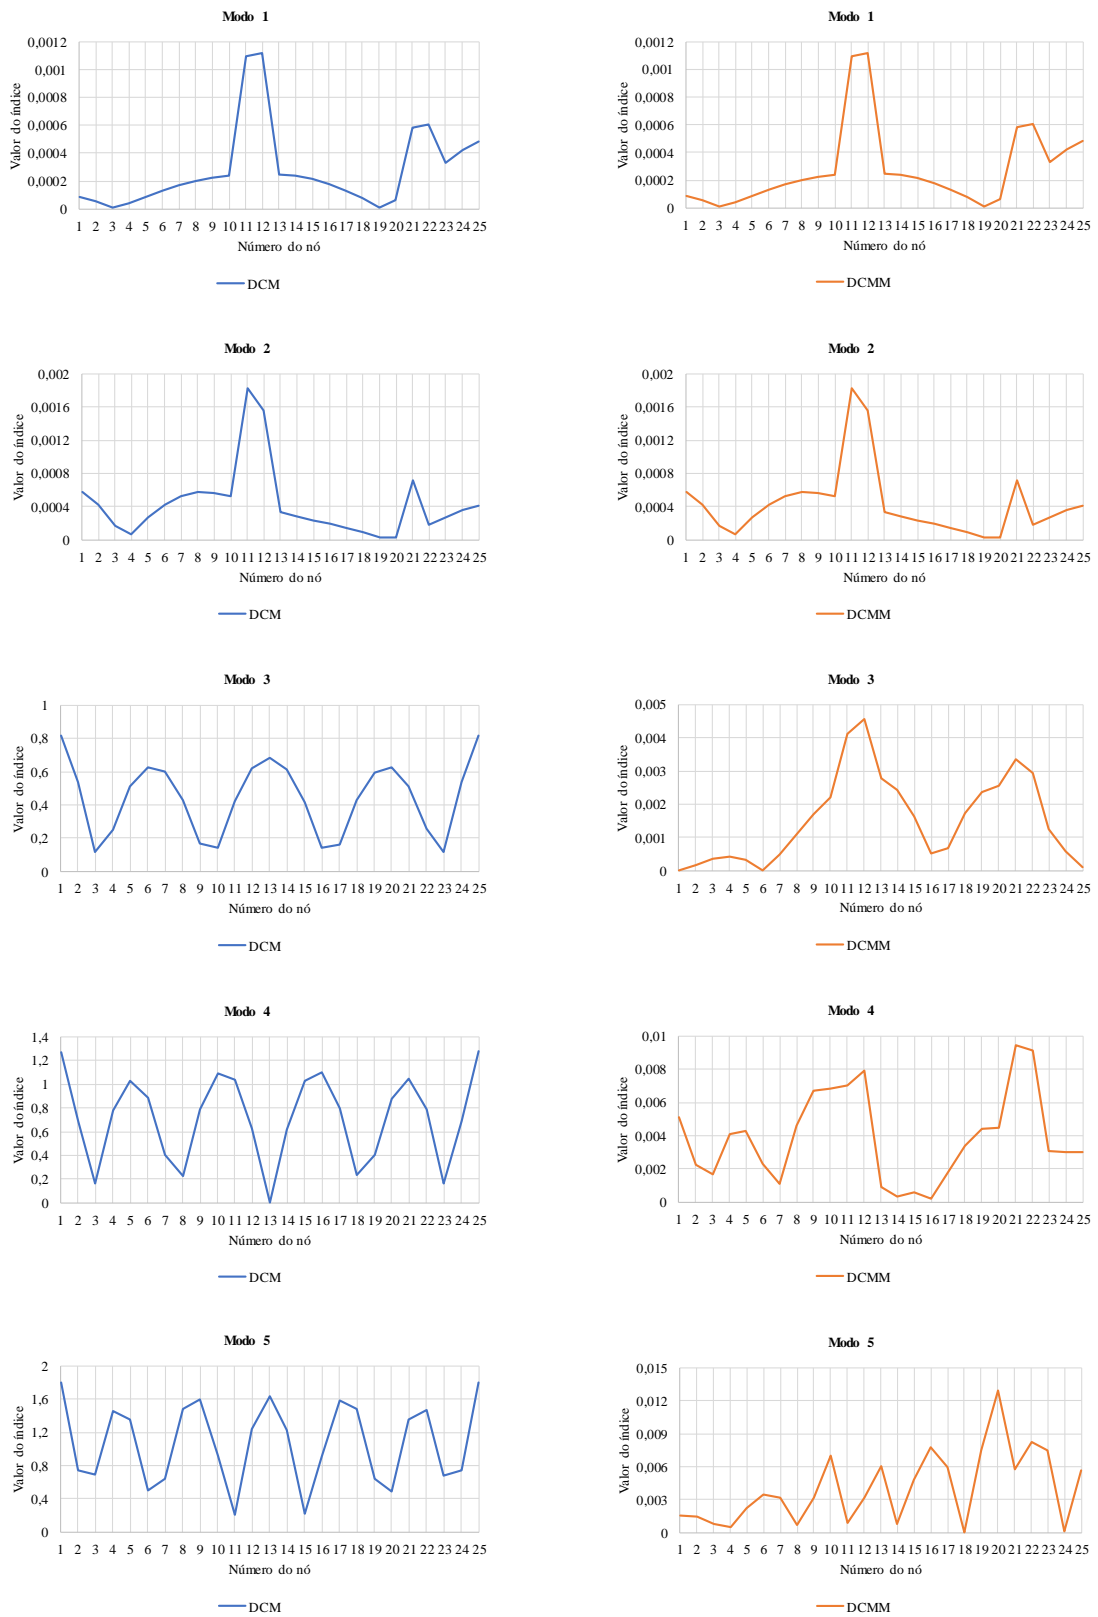 Modo 1
0,0012
0,001
0,0008
0,0006
0,0004
0,0002
0
Valor do índice
1 2 3 4 5 6 7 8 9 10 11 12 13 14 15 16 17 18 19 20 21 22 23 24 25
Número do nó
DCM
Modo 1
0,0012
0,001
0,0008
0,0006
0,0004
0,0002
0
Valor do índice
1 2 3 4 5 6 7 8 9 10 11 12 13 14 15 16 17 18 19 20 21 22 23 24 25
Número do nó
DCMM
Modo 2
0,002
0,0016
0,0012
0,0008
0,0004
0
Valor do índice
1 2 3 4 5 6 7 8 9 10 11 12 13 14 15 16 17 18 19 20 21 22 23 24 25
Número do nó
DCM
Modo 2
0,002
0,0016
0,0012
0,0008
0,0004
0
Valor do índice
1 2 3 4 5 6 7 8 9 10 11 12 13 14 15 16 17 18 19 20 21 22 23 24 25
Número do nó
DCMM
Modo 3
1
0,8
0,6
0,4
0,2
0
Valor do índice
1 2 3 4 5 6 7 8 9 10 11 12 13 14 15 16 17 18 19 20 21 22 23 24 25
Número do nó
DCM
Modo 3
0,005
0,004
0,003
0,002
0,001
0
Valor do índice
1 2 3 4 5 6 7 8 9 10 11 12 13 14 15 16 17 18 19 20 21 22 23 24 25
Número do nó
DCMM
Modo 4
1,4
1,2
1
0,8
0,6
0,4
0,2
0
Valor do índice
1 2 3 4 5 6 7 8 9 10 11 12 13 14 15 16 17 18 19 20 21 22 23 24 25
Número do nó
DCM
Modo 4
0,01
0,008
0,006
0,004
0,002
0
Valor do índice
1 2 3 4 5 6 7 8 9 10 11 12 13 14 15 16 17 18 19 20 21 22 23 24 25
Número do nó
DCMM
Modo 5
2
1,6
1,2
0,8
0,4
0
Valor do índice
1 2 3 4 5 6 7 8 9 10 11 12 13 14 15 16 17 18 19 20 21 22 23 24 25
Número do nó
DCM
Modo 5
0,015
0,012
0,009
0,006
0,003
0
Valor do índice
1 2 3 4 5 6 7 8 9 10 11 12 13 14 15 16 17 18 19 20 21 22 23 24 25
Número do nó
DCMM